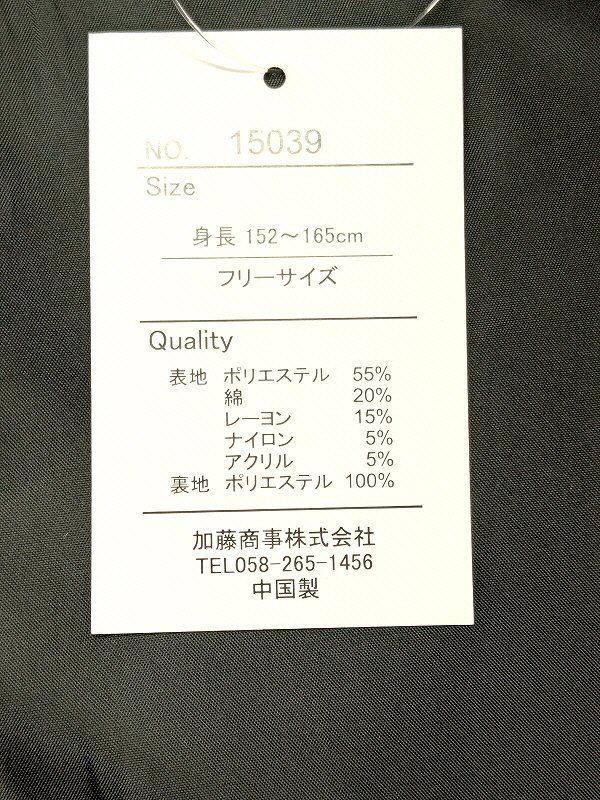 NO. 15039
Size
身長 152〜165cm
フリーサイズ
Quality
表地 ポリエステル 55%
綿 20%
レーヨン 15%
ナイロン 5%
アクリル 5%
裏地 ポリエステル 100%
加藤商事株式会社
TEL058-265-1456
中国製